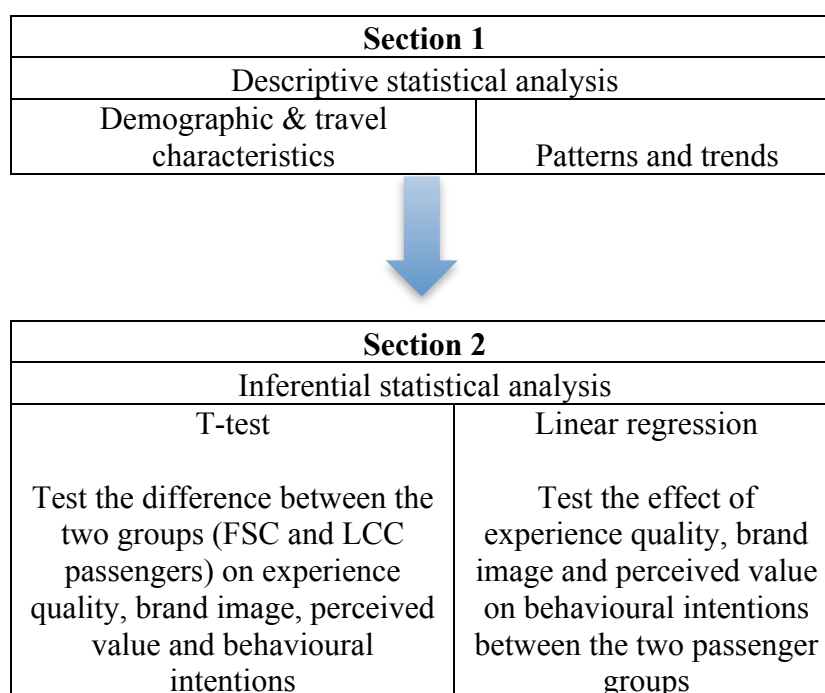 Section 1
Descriptive statistical analysis
Demographic & travel
characteristics
Patterns and trends
Section 2
Inferential statistical analysis
T-test
Test the difference between the
two groups (FSC and LCC
passengers) on experience
quality, brand image, perceived
value and behavioural
intentions
Linear regression
Test the effect of
experience quality, brand
image and perceived value
on behavioural intentions
between the two passenger
groups